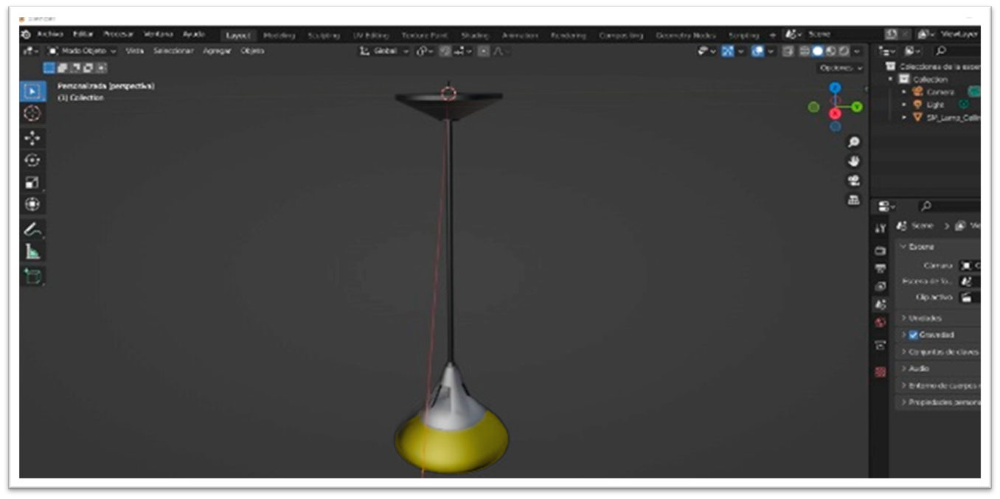 Archivo Editar Procesar Ventana Ayuda Layout Modeling Sculpting UV Editing Texture Paint Shading Animation Rendering Compositing Geometry Nodes Scripting + Scene ViewLayer
Modo Objeto Vista Seleccionar Agregar Objeto Global
Opciones
Personalizada (perspectiva)
(1) Collection
Z
Y
X
Colecciones de la escen
Collection
Camera
Light
SM_Lamp_Ceilin
Scene > Vie
Escena
Cámara
Escena de fo..
Clip activo
Unidades
Gravedad
Conjuntos de claves
Audio
Entorno de cuerpos r
Propiedades persona